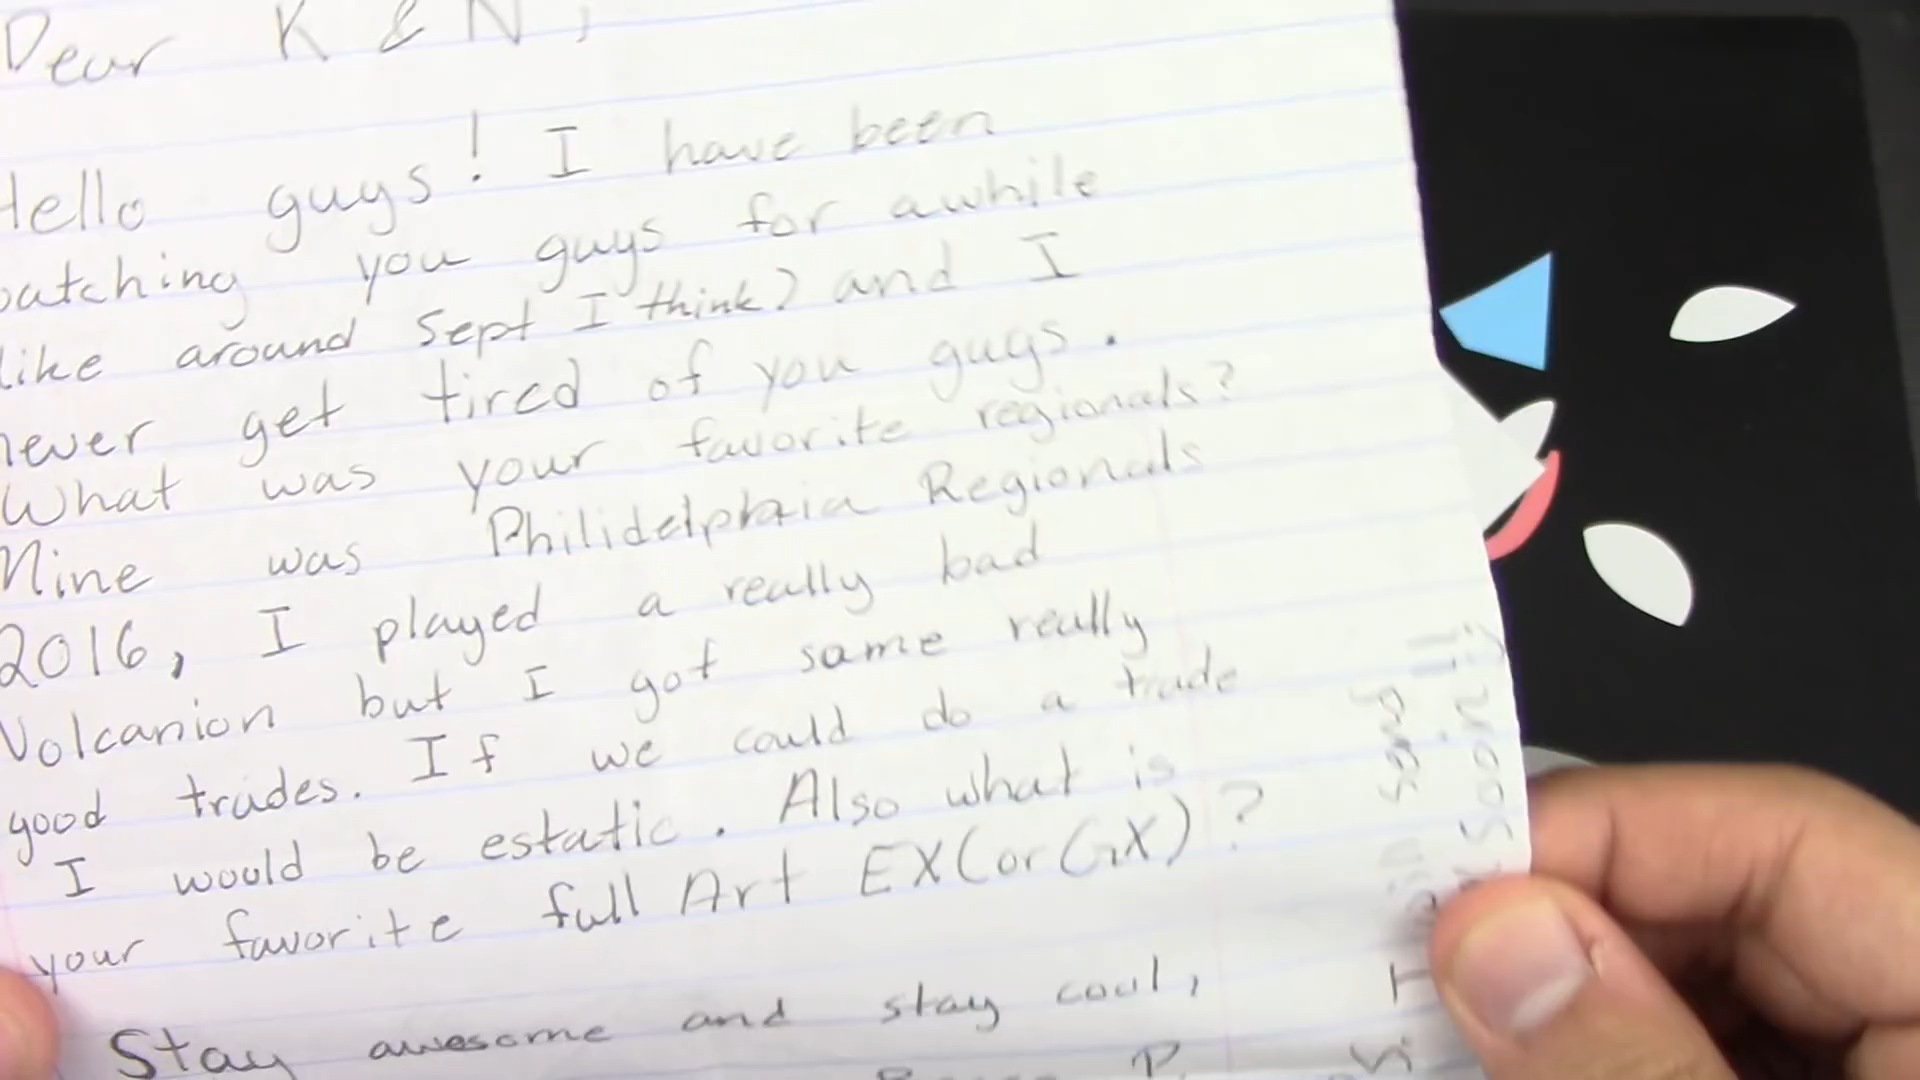 Dear K & N,
Hello guys! I have been
watching you guys for awhile
like around Sept I think? and I
never get tired of you guys.
What was your favorite regionals?
Mine was Philidelphia Regionals
2016, I played a really bad
Volcanion but I got some really
good trades. If we could do a trade
I would be estatic. Also what is
your favorite full Art EX(or GX)?
Stay awesome and stay cool,